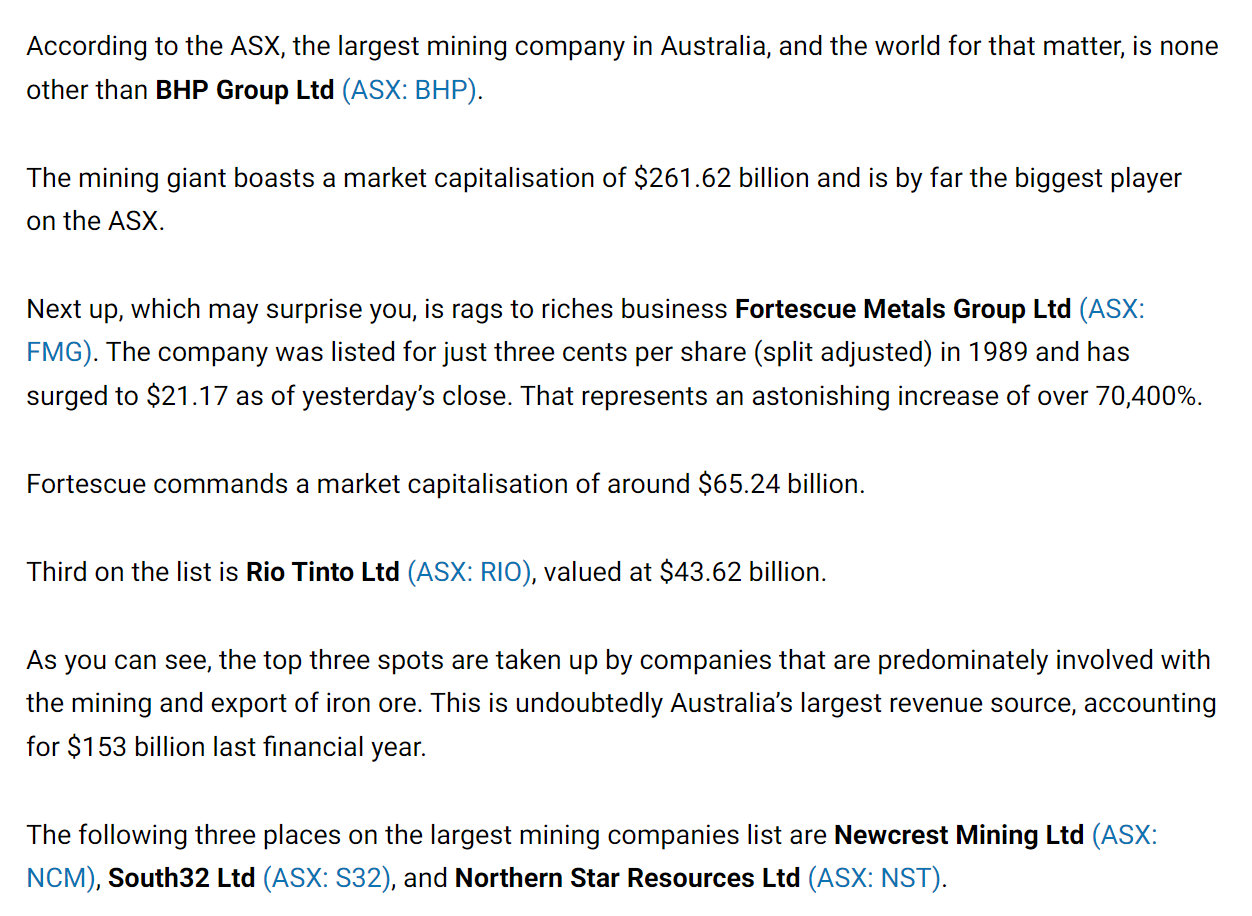 According to the ASX, the largest mining company in Australia, and the world for that matter, is none
other than BHP Group Ltd (ASX: BHP).
The mining giant boasts a market capitalisation of $261.62 billion and is by far the biggest player
on the ASX.
Next up, which may surprise you, is rags to riches business Fortescue Metals Group Ltd (ASX:
FMG). The company was listed for just three cents per share (split adjusted) in 1989 and has
surged to $21.17 as of yesterday’s close. That represents an astonishing increase of over 70,400%.
Fortescue commands a market capitalisation of around $65.24 billion.
Third on the list is Rio Tinto Ltd (ASX: RIO), valued at $43.62 billion.
As you can see, the top three spots are taken up by companies that are predominately involved with
the mining and export of iron ore. This is undoubtedly Australia’s largest revenue source, accounting
for $153 billion last financial year.
The following three places on the largest mining companies list are Newcrest Mining Ltd (ASX:
NCM), South32 Ltd (ASX: S32), and Northern Star Resources Ltd (ASX: NST).